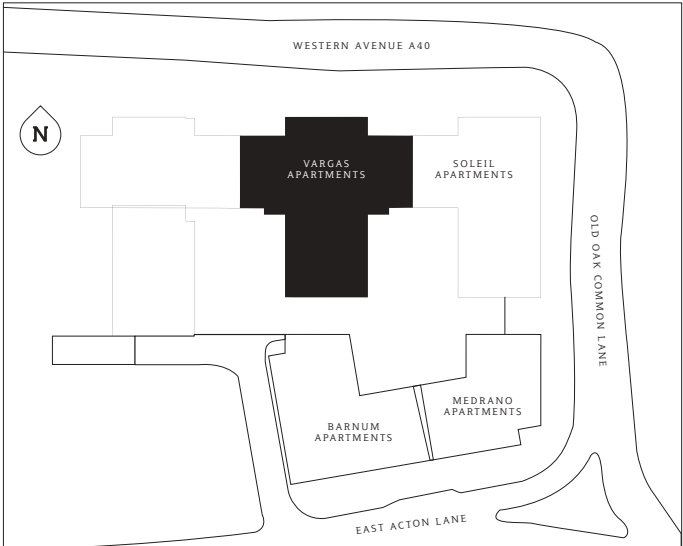 WESTERN AVENUE A40
N
VARGAS
APARTMENTS
SOLEIL
APARTMENTS
OLD OAK COMMON LANE
MEDRANO
APARTMENTS
BARNUM
APARTMENTS
EAST ACTON LANE